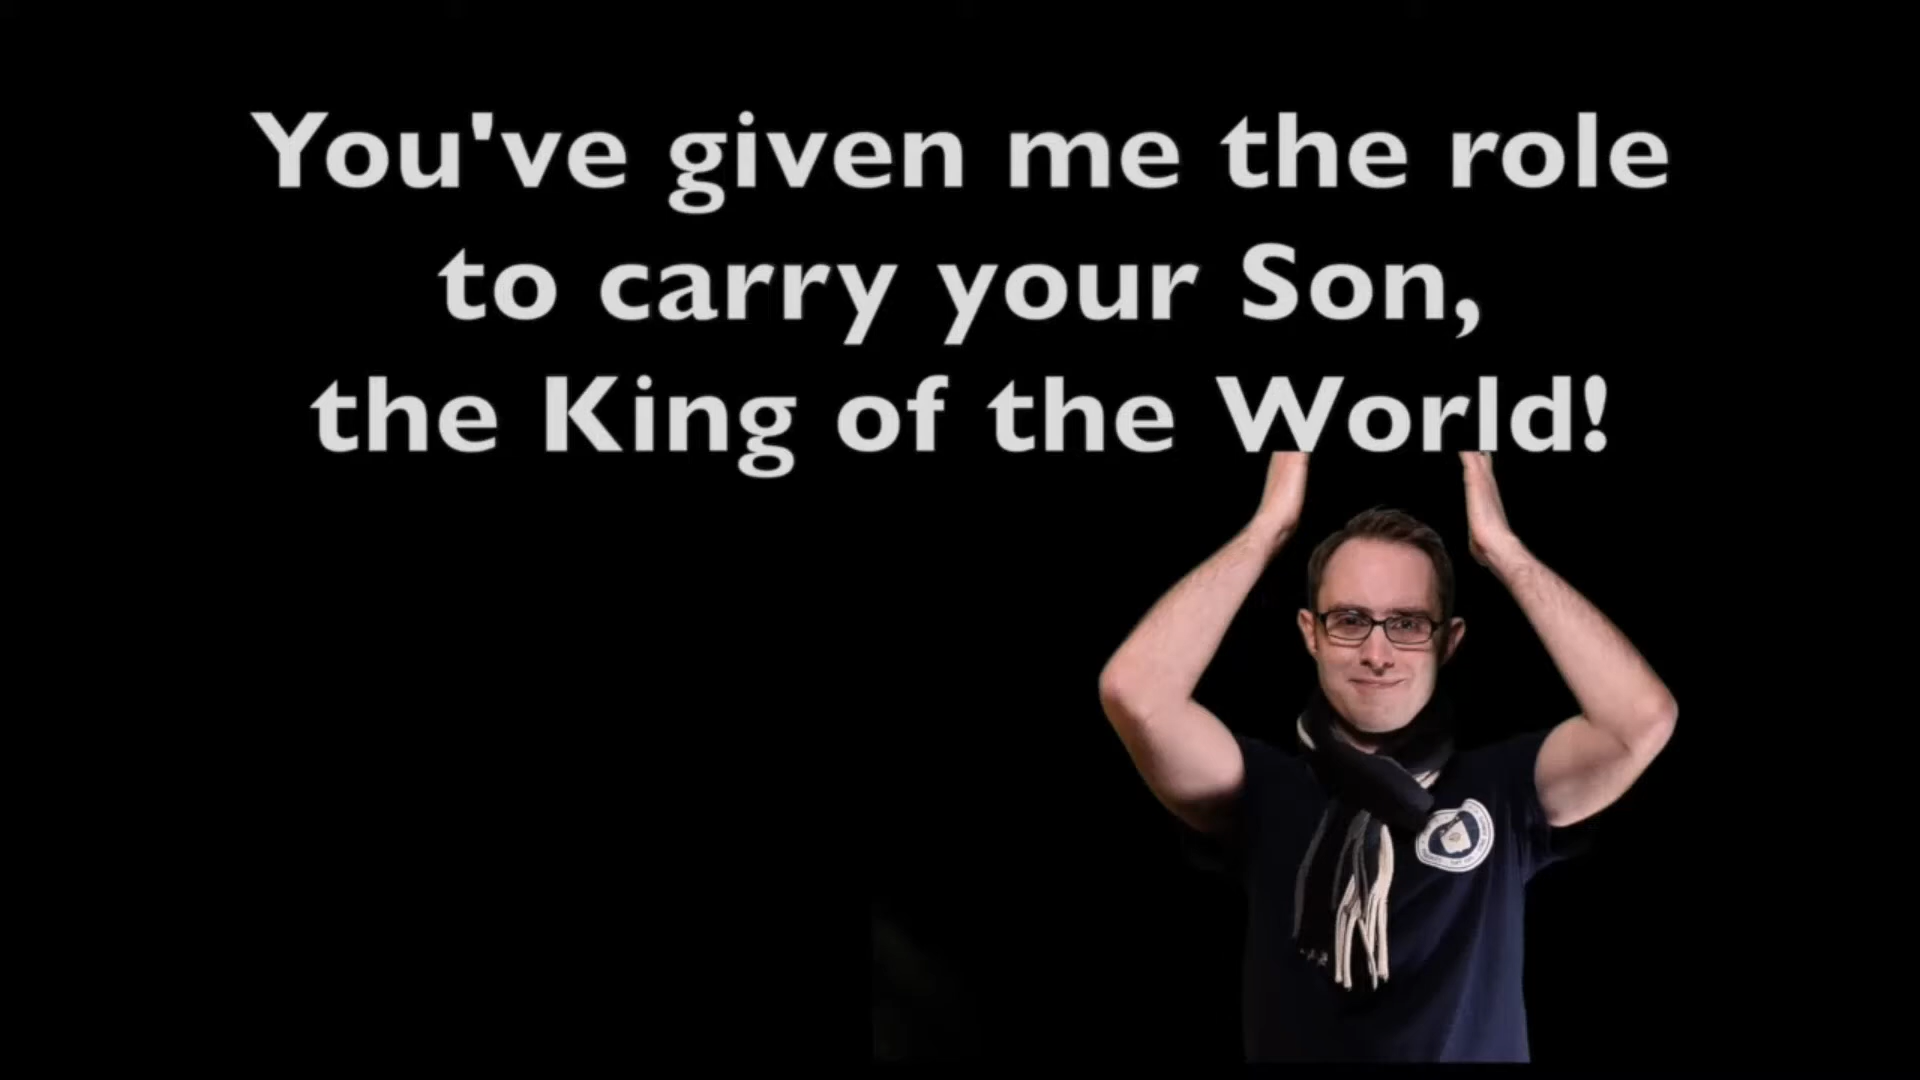 You've given me the role
to carry your Son,
the King of the World!